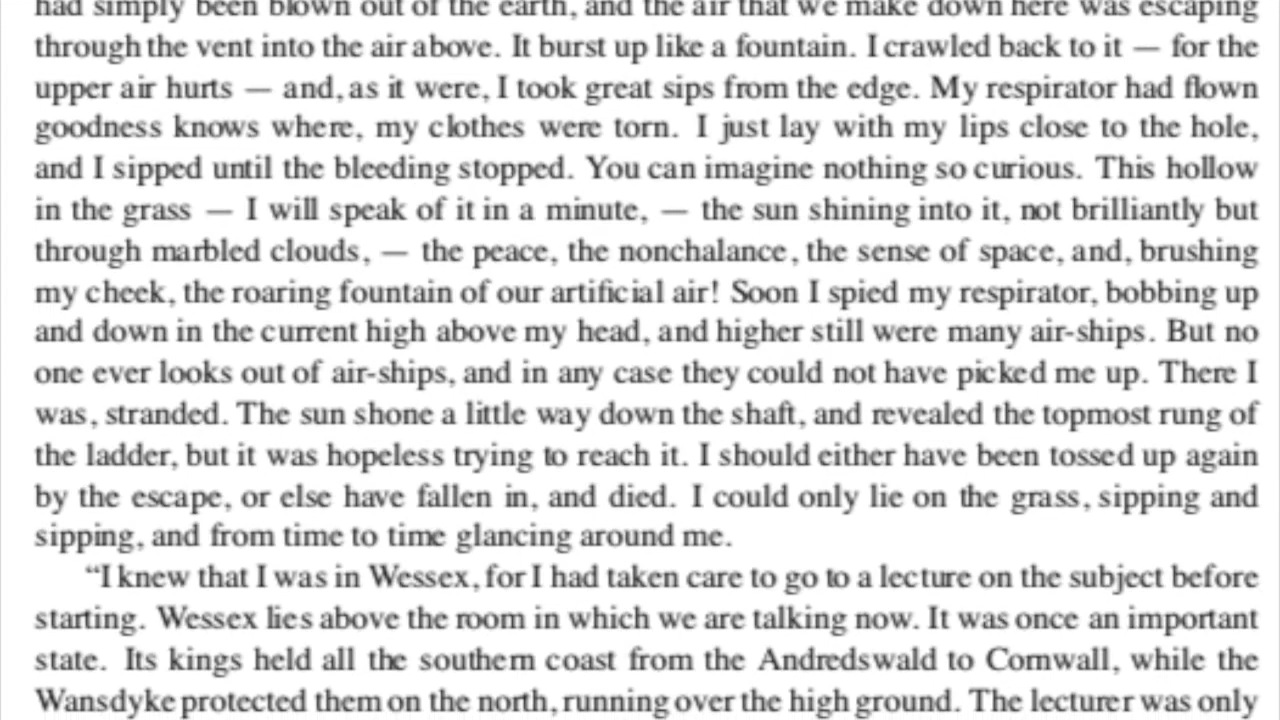 had simply been blown out of the earth, and the air that we make down here was escaping
through the vent into the air above. It burst up like a fountain. I crawled back to it — for the
upper air hurts — and, as it were, I took great sips from the edge. My respirator had flown
goodness knows where, my clothes were torn. I just lay with my lips close to the hole,
and I sipped until the bleeding stopped. You can imagine nothing so curious. This hollow
in the grass — I will speak of it in a minute, — the sun shining into it, not brilliantly but
through marbled clouds, — the peace, the nonchalance, the sense of space, and, brushing
my cheek, the roaring fountain of our artificial air! Soon I spied my respirator, bobbing up
and down in the current high above my head, and higher still were many air-ships. But no
one ever looks out of air-ships, and in any case they could not have picked me up. There I
was, stranded. The sun shone a little way down the shaft, and revealed the topmost rung of
the ladder, but it was hopeless trying to reach it. I should either have been tossed up again
by the escape, or else have fallen in, and died. I could only lie on the grass, sipping and
sipping, and from time to time glancing around me.
“I knew that I was in Wessex, for I had taken care to go to a lecture on the subject before
starting. Wessex lies above the room in which we are talking now. It was once an important
state. Its kings held all the southern coast from the Andredswald to Cornwall, while the
Wansdyke protected them on the north, running over the high ground. The lecturer was only